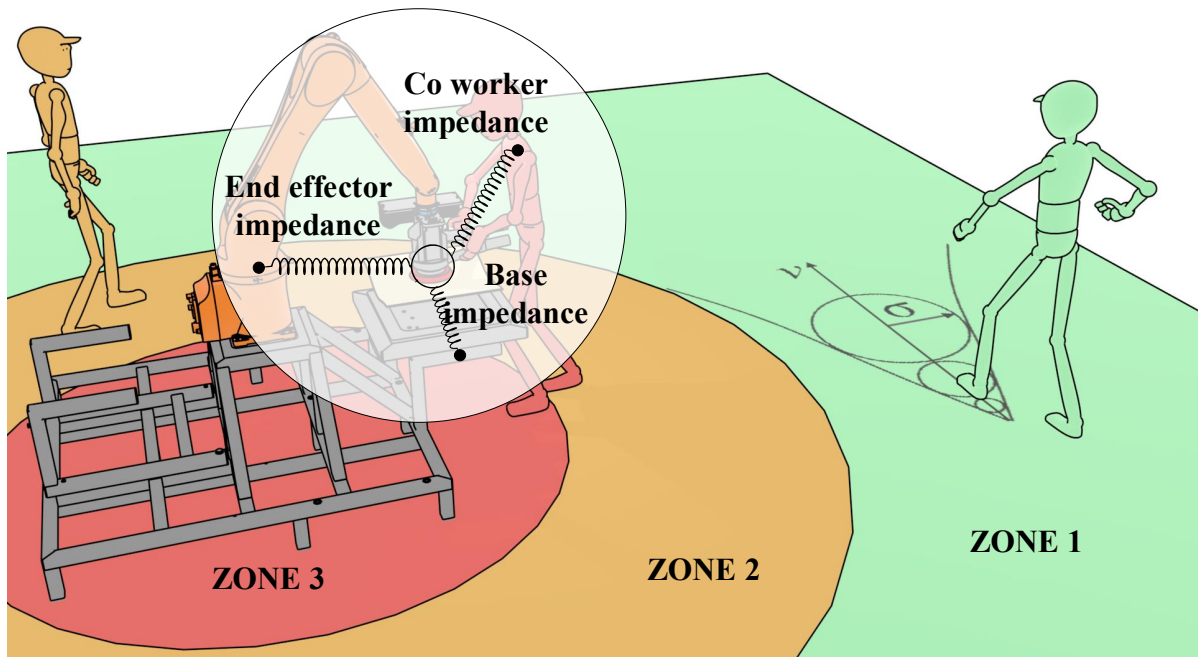 Co worker
impedance
End effector
impedance
Base
impedance
ZONE 1
ZONE 2
ZONE 3